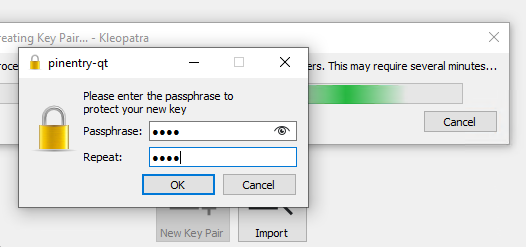 reating Key Pair... - Kleopatra
roce
ers. This may require several minutes...
pinentry-qt
Please enter the passphrase to
protect your new key
Passphrase: ●●●●
Repeat: ●●●●
OK Cancel
Cancel
New Key Pair Import